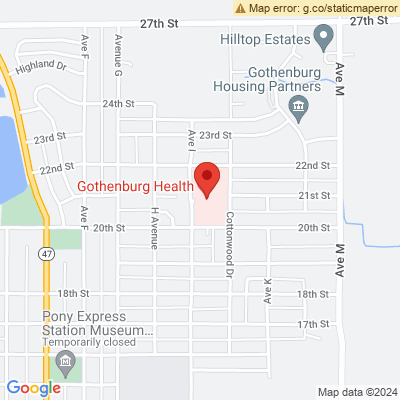 Map error: g.co/staticmaperror
27th St
Hilltop Estates
Ave F
Avenue G
Highland Dr
Ave M
Gothenburg
Housing Partners
24th St
23rd St
23rd St
Ave I
22nd St
22nd St
Gothenburg Health
21st St
Ave F
H Avenue
Cottonwood Dr
20th St
20th St
47
Ave M
Ave K
18th St
18th St
Pony Express
Station Museum...
Temporarily closed
17th St
Google
Map data ©2024